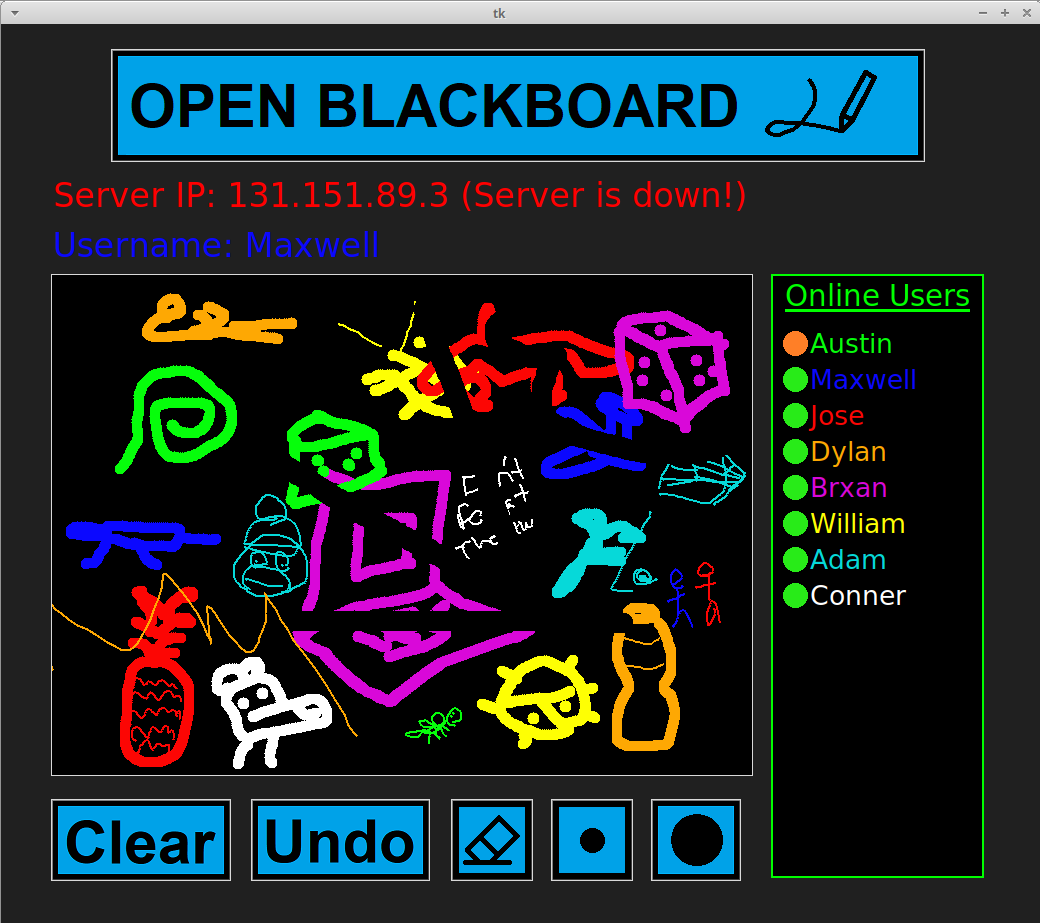 tk
OPEN BLACKBOARD
Server IP: 131.151.89.3 (Server is down!)
Username: Maxwell
Online Users
Austin
Maxwell
Jose
Dylan
Brxan
William
Adam
Conner
The
Clear
Undo